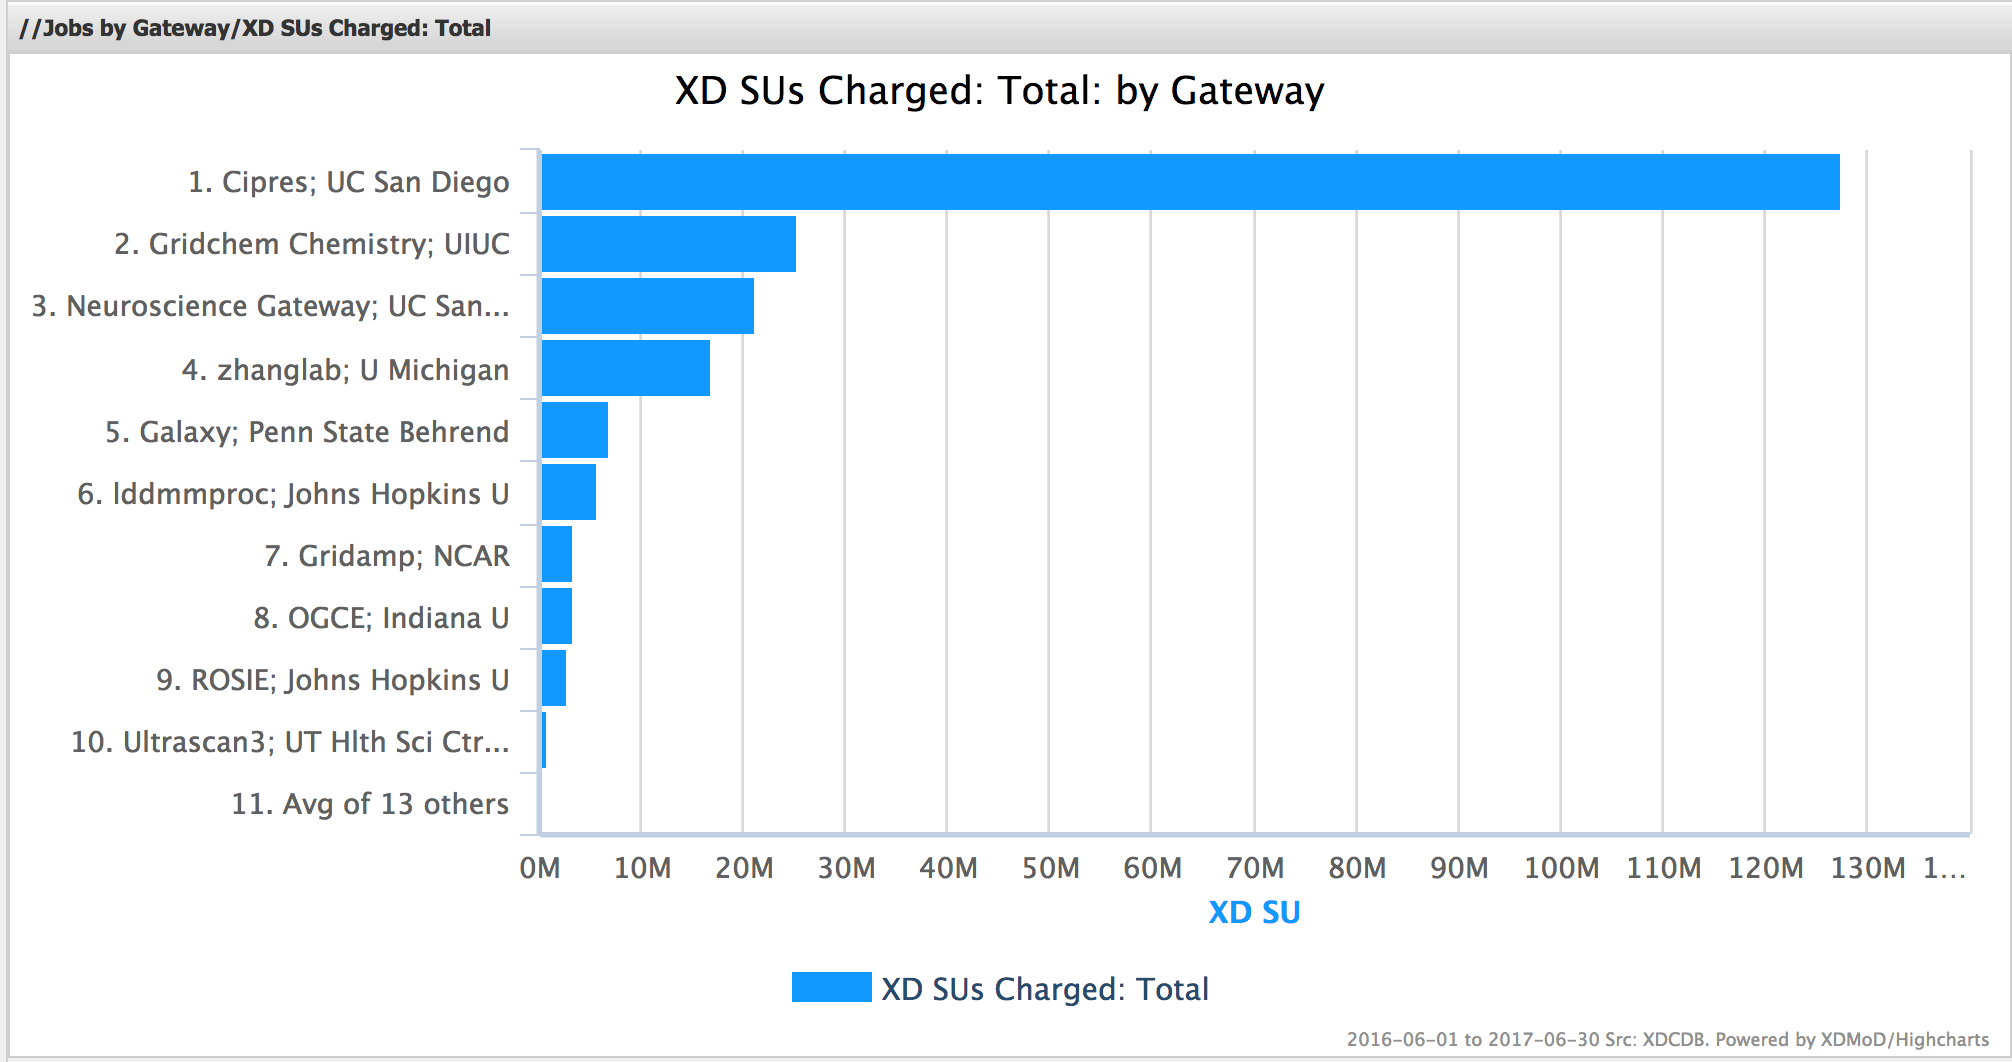 //Jobs by Gateway/XD SUs Charged: Total
XD SUs Charged: Total: by Gateway
1. Cipres; UC San Diego
2. Gridchem Chemistry; UIUC
3. Neuroscience Gateway; UC San...
4. zhanglab; U Michigan
5. Galaxy; Penn State Behrend
6. lddmmproc; Johns Hopkins U
7. Gridamp; NCAR
8. OGCE; Indiana U
9. ROSIE; Johns Hopkins U
10. Ultrascan3; UT Hlth Sci Ctr...
11. Avg of 13 others
0M 10M 20M 30M 40M 50M 60M 70M 80M 90M 100M 110M 120M 130M 1...
XD SU
XD SUs Charged: Total
2016-06-01 to 2017-06-30 Src: XDCDB. Powered by XDMoD/Highcharts